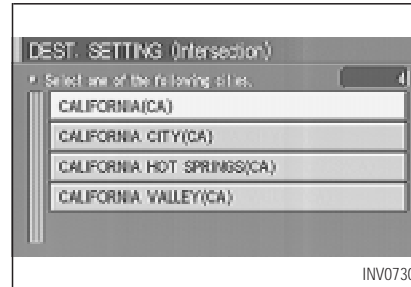 DEST. SETTING (Intersection)
Select one of the following cities.
4
CALIFORNIA(CA)
CALIFORNIA CITY(CA)
CALIFORNIA HOT SPRINGS(CA)
CALIFORNIA VALLEY(CA)
INV0730